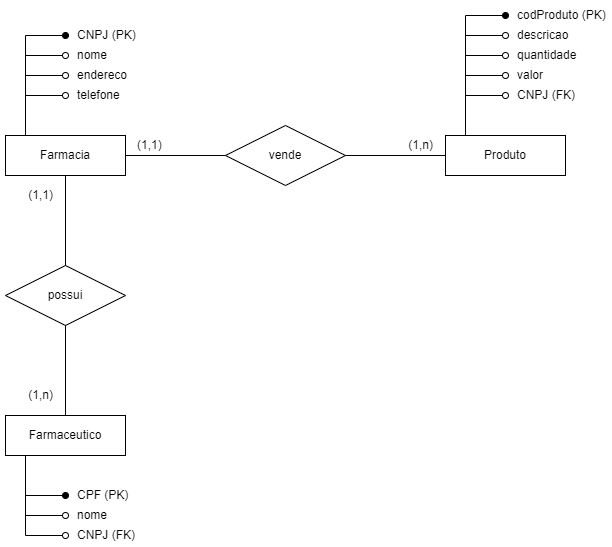 CNPJ (PK)
nome
endereco
telefone
codProduto (PK)
descricao
quantidade
valor
CNPJ (FK)
Farmacia
(1,1)
vende
(1,n)
Produto
(1,1)
possui
(1,n)
Farmaceutico
CPF (PK)
nome
CNPJ (FK)